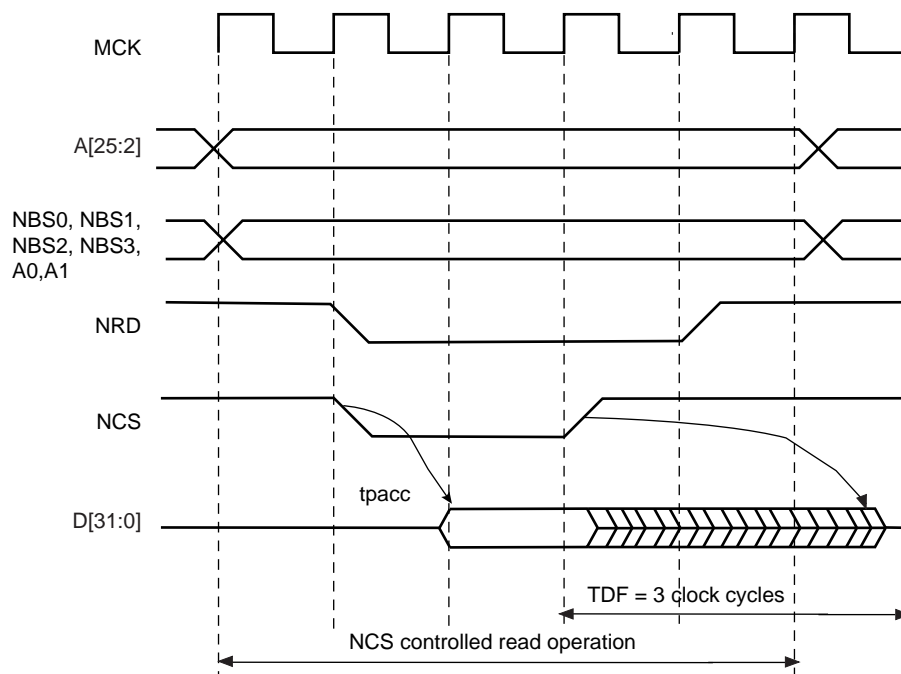 MCK
A[25:2]
NBS0, NBS1,
NBS2, NBS3,
A0,A1
NRD
NCS
tpacc
D[31:0]
TDF = 3 clock cycles
NCS controlled read operation